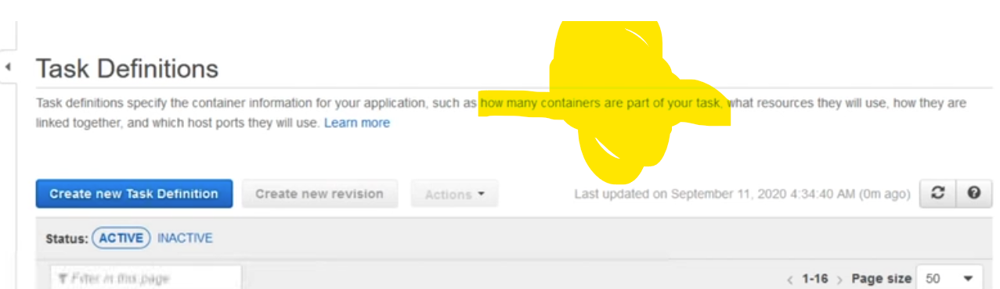 Task Definitions
Task definitions specify the container information for your application, such as how many containers are part of your task, what resources they will use, how they are
linked together, and which host ports they will use. Learn more
Create new Task Definition Create new revision Actions Last updated on September 11, 2020 4:34:40 AM (0m ago)
Status: ACTIVE INACTIVE
Filter in this page < 1-16 > Page size 50